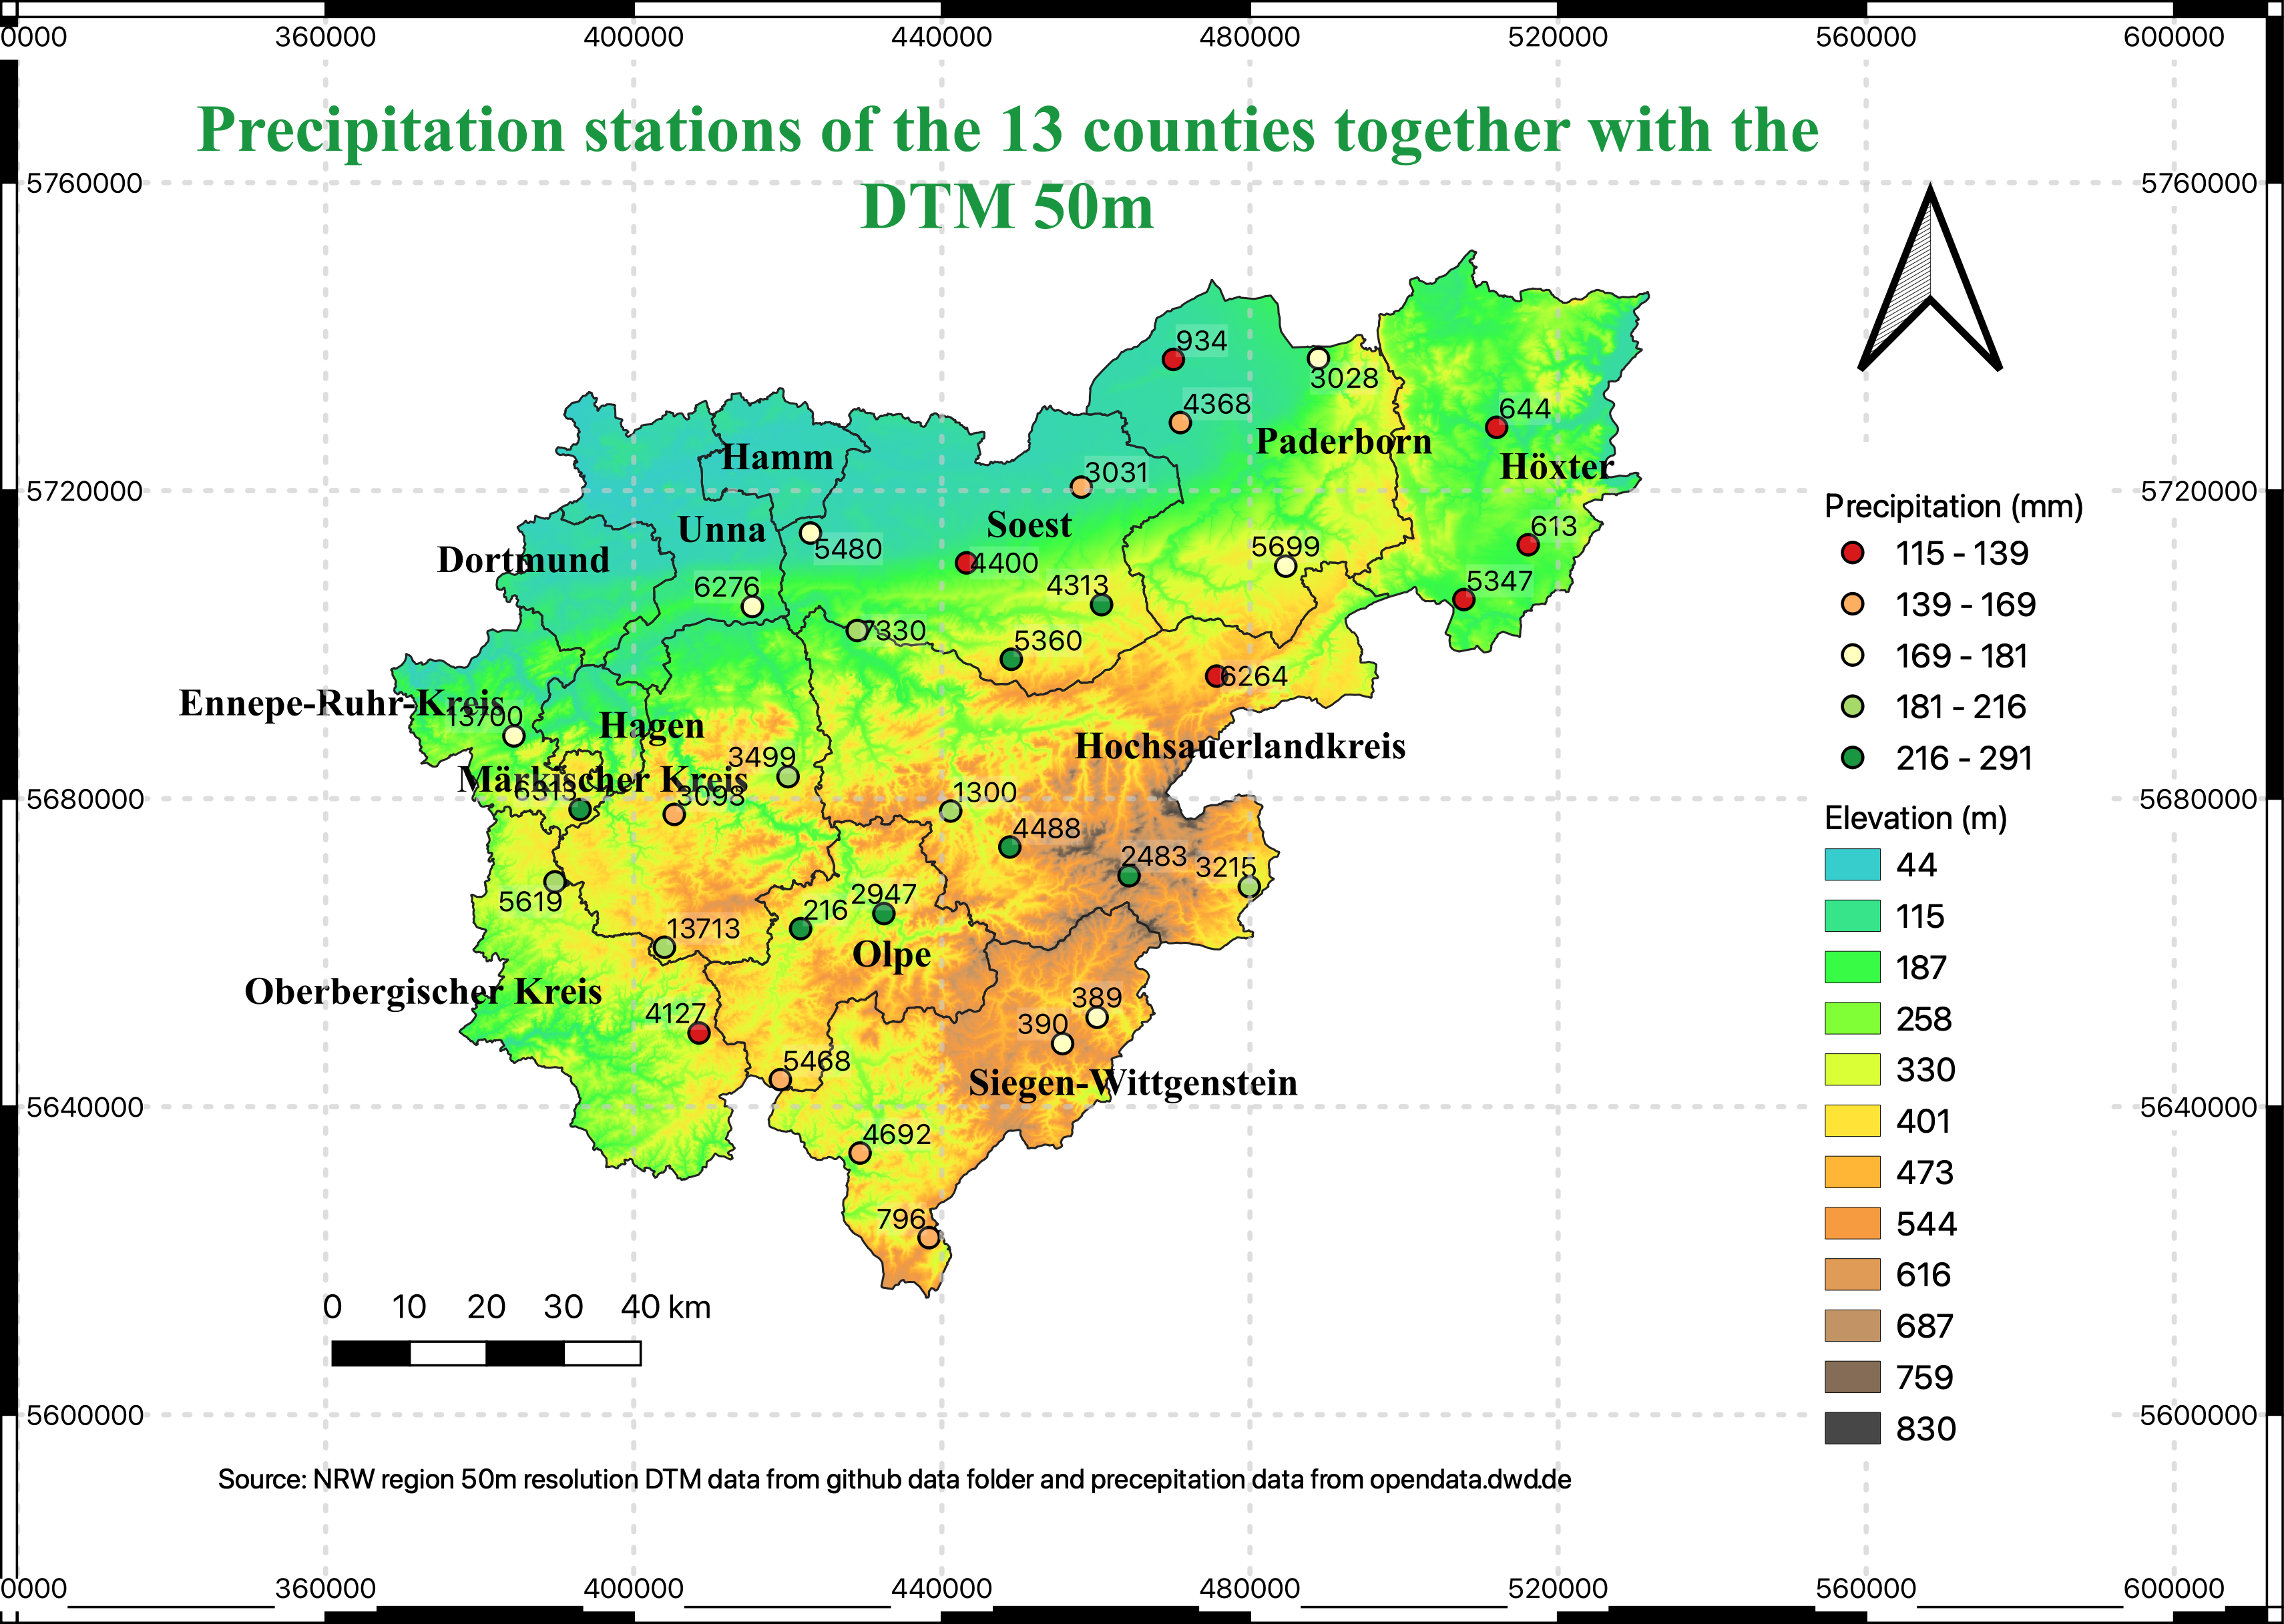 0000 360000 400000 440000 480000 520000 560000 600000
Precipitation stations of the 13 counties together with the
DTM 50m
5760000 5760000
934
3028
4368
644
Paderborn
Hamm
Höxter
3031
5720000 5720000
Precipitation (mm)
Soest
Unna
613
5480
5699
115 - 139
Dortmund
4400
4313
5347
6276
139 - 169
7330
5360
169 - 181
6264
Ennepe-Ruhr-Kreis
181 - 216
13700
Hagen
Hochsauerlandkreis
3499
216 - 291
Märkischer Kreis
1300
3098
5680000 5680000
Elevation (m)
4488
2483
3215
44
5619
2947
216
115
13713
Olpe
187
Oberbergischer Kreis
389
4127
390
258
5468
330
Siegen-Wittgenstein
5640000 5640000
401
4692
473
796
544
616
0 10 20 30 40 km
687
759
5600000 5600000
830
Source: NRW region 50m resolution DTM data from github data folder and precepitation data from opendata.dwd.de
0000 360000 400000 440000 480000 520000 560000 600000